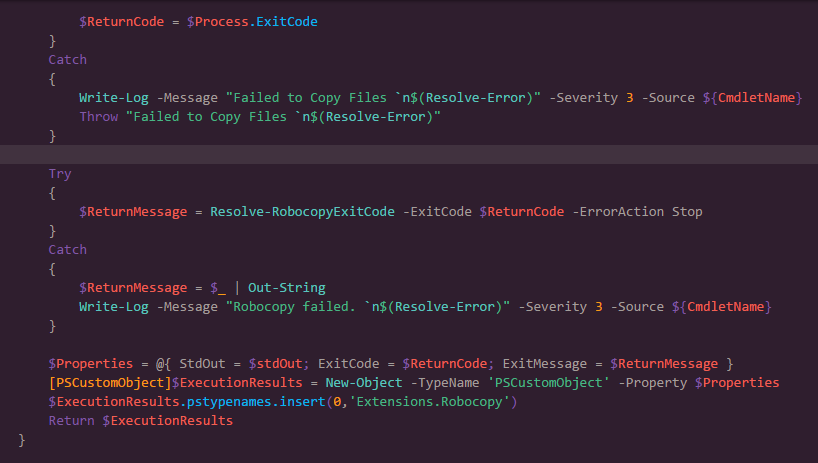 $ReturnCode = $Process.ExitCode
}
Catch
{
Write-Log -Message "Failed to Copy Files `n$(Resolve-Error)" -Severity 3 -Source ${CmdletName}
Throw "Failed to Copy Files `n$(Resolve-Error)"
}
Try
{
$ReturnMessage = Resolve-RobocopyExitCode -ExitCode $ReturnCode -ErrorAction Stop
}
Catch
{
$ReturnMessage = $_ | Out-String
Write-Log -Message "Robocopy failed. `n$(Resolve-Error)" -Severity 3 -Source ${CmdletName}
}
$Properties = @{ StdOut = $stdOut; ExitCode = $ReturnCode; ExitMessage = $ReturnMessage }
[PSCustomObject]$ExecutionResults = New-Object -TypeName 'PSCustomObject' -Property $Properties
$ExecutionResults.pstypenames.insert(0,'Extensions.Robocopy')
Return $ExecutionResults
}